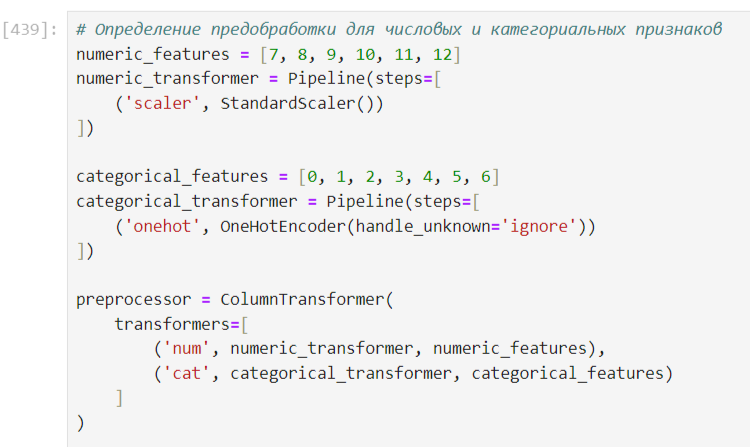 [439]: # Определение предобработки для числовых и категориальных признаков
numeric_features = [7, 8, 9, 10, 11, 12]
numeric_transformer = Pipeline(steps=[
    ('scaler', StandardScaler())
])

categorical_features = [0, 1, 2, 3, 4, 5, 6]
categorical_transformer = Pipeline(steps=[
    ('onehot', OneHotEncoder(handle_unknown='ignore'))
])

preprocessor = ColumnTransformer(
    transformers=[
        ('num', numeric_transformer, numeric_features),
        ('cat', categorical_transformer, categorical_features)
    ]
)